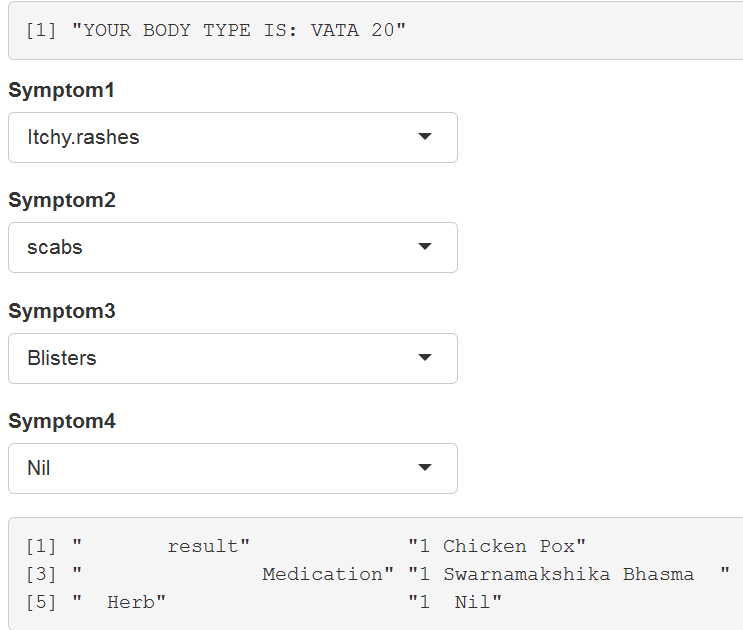 [1] "YOUR BODY TYPE IS: VATA 20"
Symptom1
Itchy.rashes
Symptom2
scabs
Symptom3
Blisters
Symptom4
Nil
[1] "       result"             "1 Chicken Pox"
[3] "               Medication" "1 Swarnamakshika Bhasma  "
[5] "  Herb"                    "1  Nil"